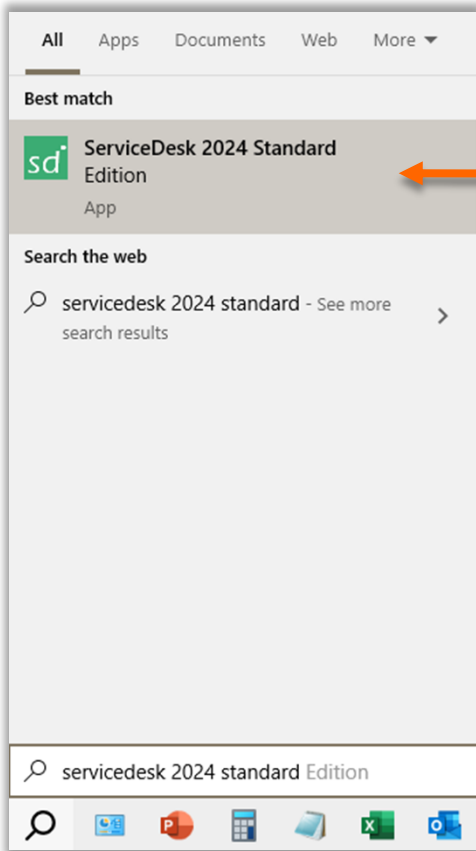 All Apps Documents Web More
Best match
sd
ServiceDesk 2024 Standard
Edition
App
Search the web
servicedesk 2024 standard - See more
search results
servicedesk 2024 standard Edition